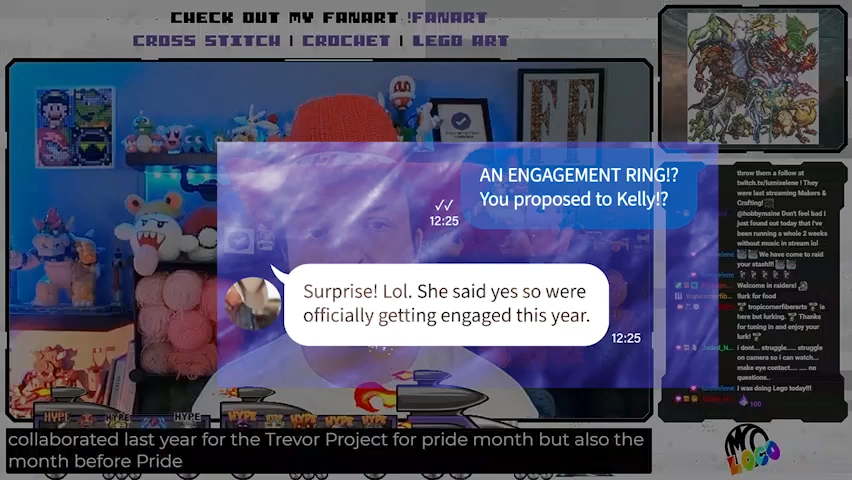 CHECK OUT MY FANART !FANART
CROSS STITCH | CROCHET | LEGO ART
FF
AN ENGAGEMENT RING!?
You proposed to Kelly!?
12:25
Surprise! Lol. She said yes so were
officially getting engaged this year.
12:25
throw them a follow at
twitch.tv/lumiselene ! They
were last streaming Makers &
Crafting!
@hobbymaine Don't feel bad I
just found out today that I've
been running a whole 2 weeks
without music in stream lol
We have come to raid
your stash!!!
Welcome in raiders!
!lurk for food
tropicornerfiberarts is
here but lurking.
Thanks
for tuning in and enjoy your
lurk!
i dont... struggle..... struggle
on camera so i can watch...
make eye contact.... ... no
questions..
I was doing Lego today!!!
100
HYPE
HYPE
HYPE
HYPE
HYPE
collaborated last year for the Trevor Project for pride month but also the
month before Pride
LOCO